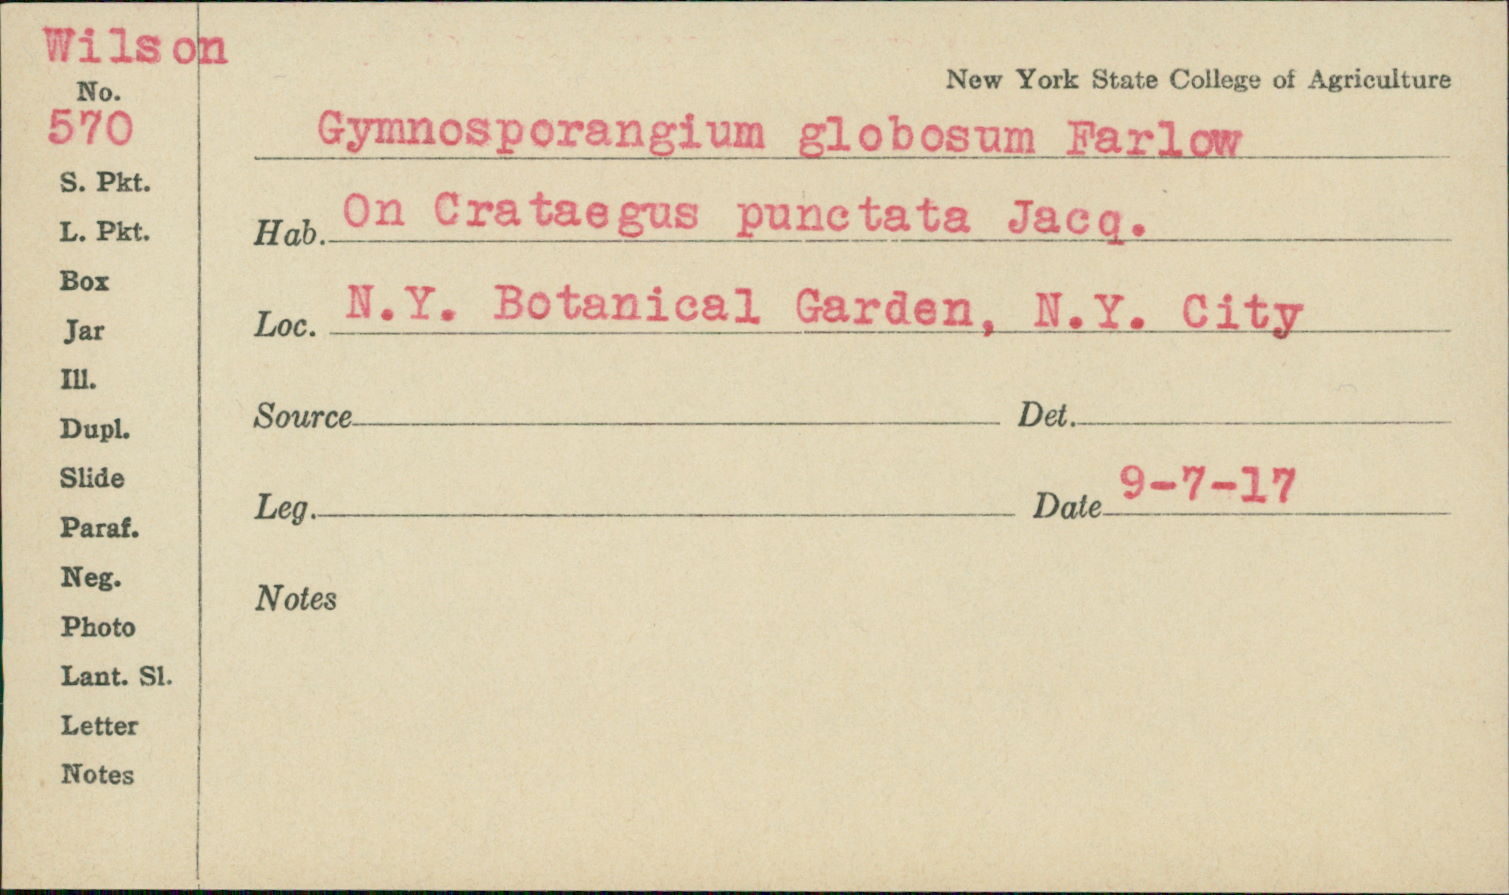 Wilson
No.
570
S. Pkt.
L. Pkt.
Box
Jar
Ill.
Dupl.
Slide
Paraf.
Neg.
Photo
Lant. Sl.
Letter
Notes
New York State College of Agriculture
Gymnosporangium globosum Farlow
Hab. On Crataegus punctata Jacq.
Loc. N.Y. Botanical Garden, N.Y. City
Source Det.
Leg. Date 9-7-17
Notes